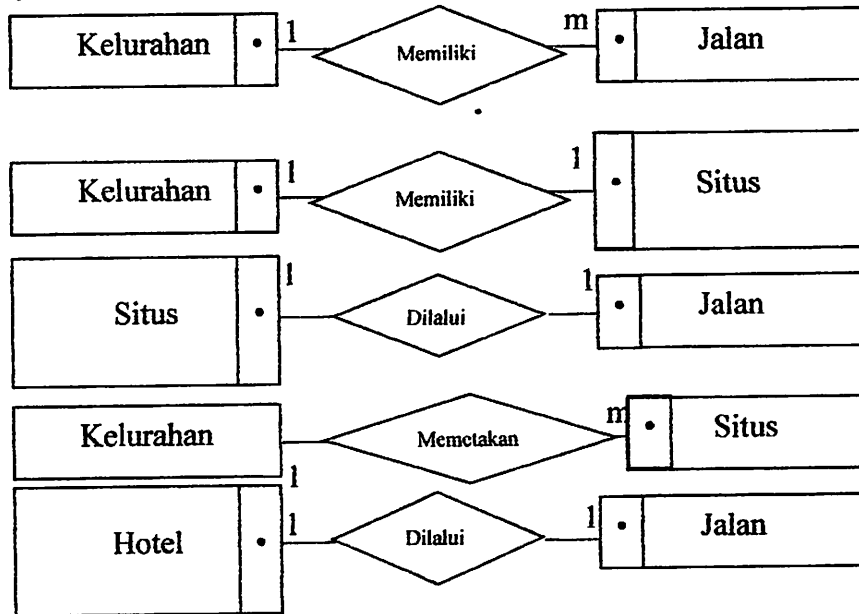 Kelurahan • 1 Memiliki m • Jalan
Kelurahan • 1 Memiliki 1 • Situs
Situs • 1 Dilalui 1 • Jalan
Kelurahan Memetakan m • Situs
1
Hotel • 1 Dilalui 1 • Jalan